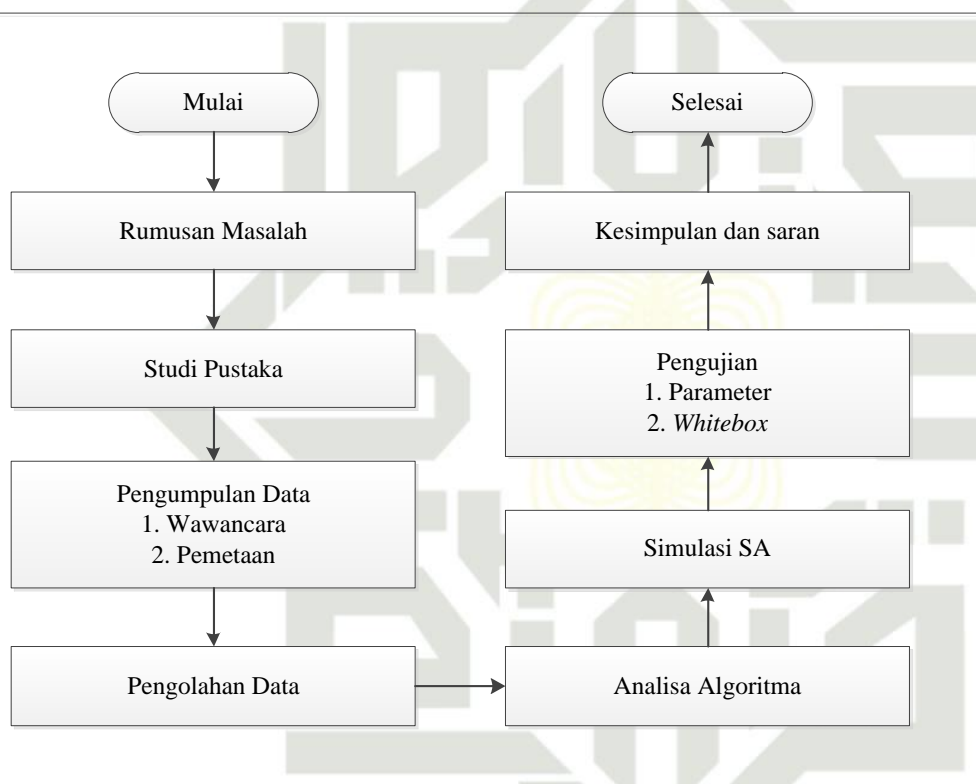 Mulai
Rumusan Masalah
Studi Pustaka
Pengumpulan Data
1. Wawancara
2. Pemetaan
Pengolahan Data
Analisa Algoritma
Simulasi SA
Pengujian
1. Parameter
2. Whitebox
Kesimpulan dan saran
Selesai